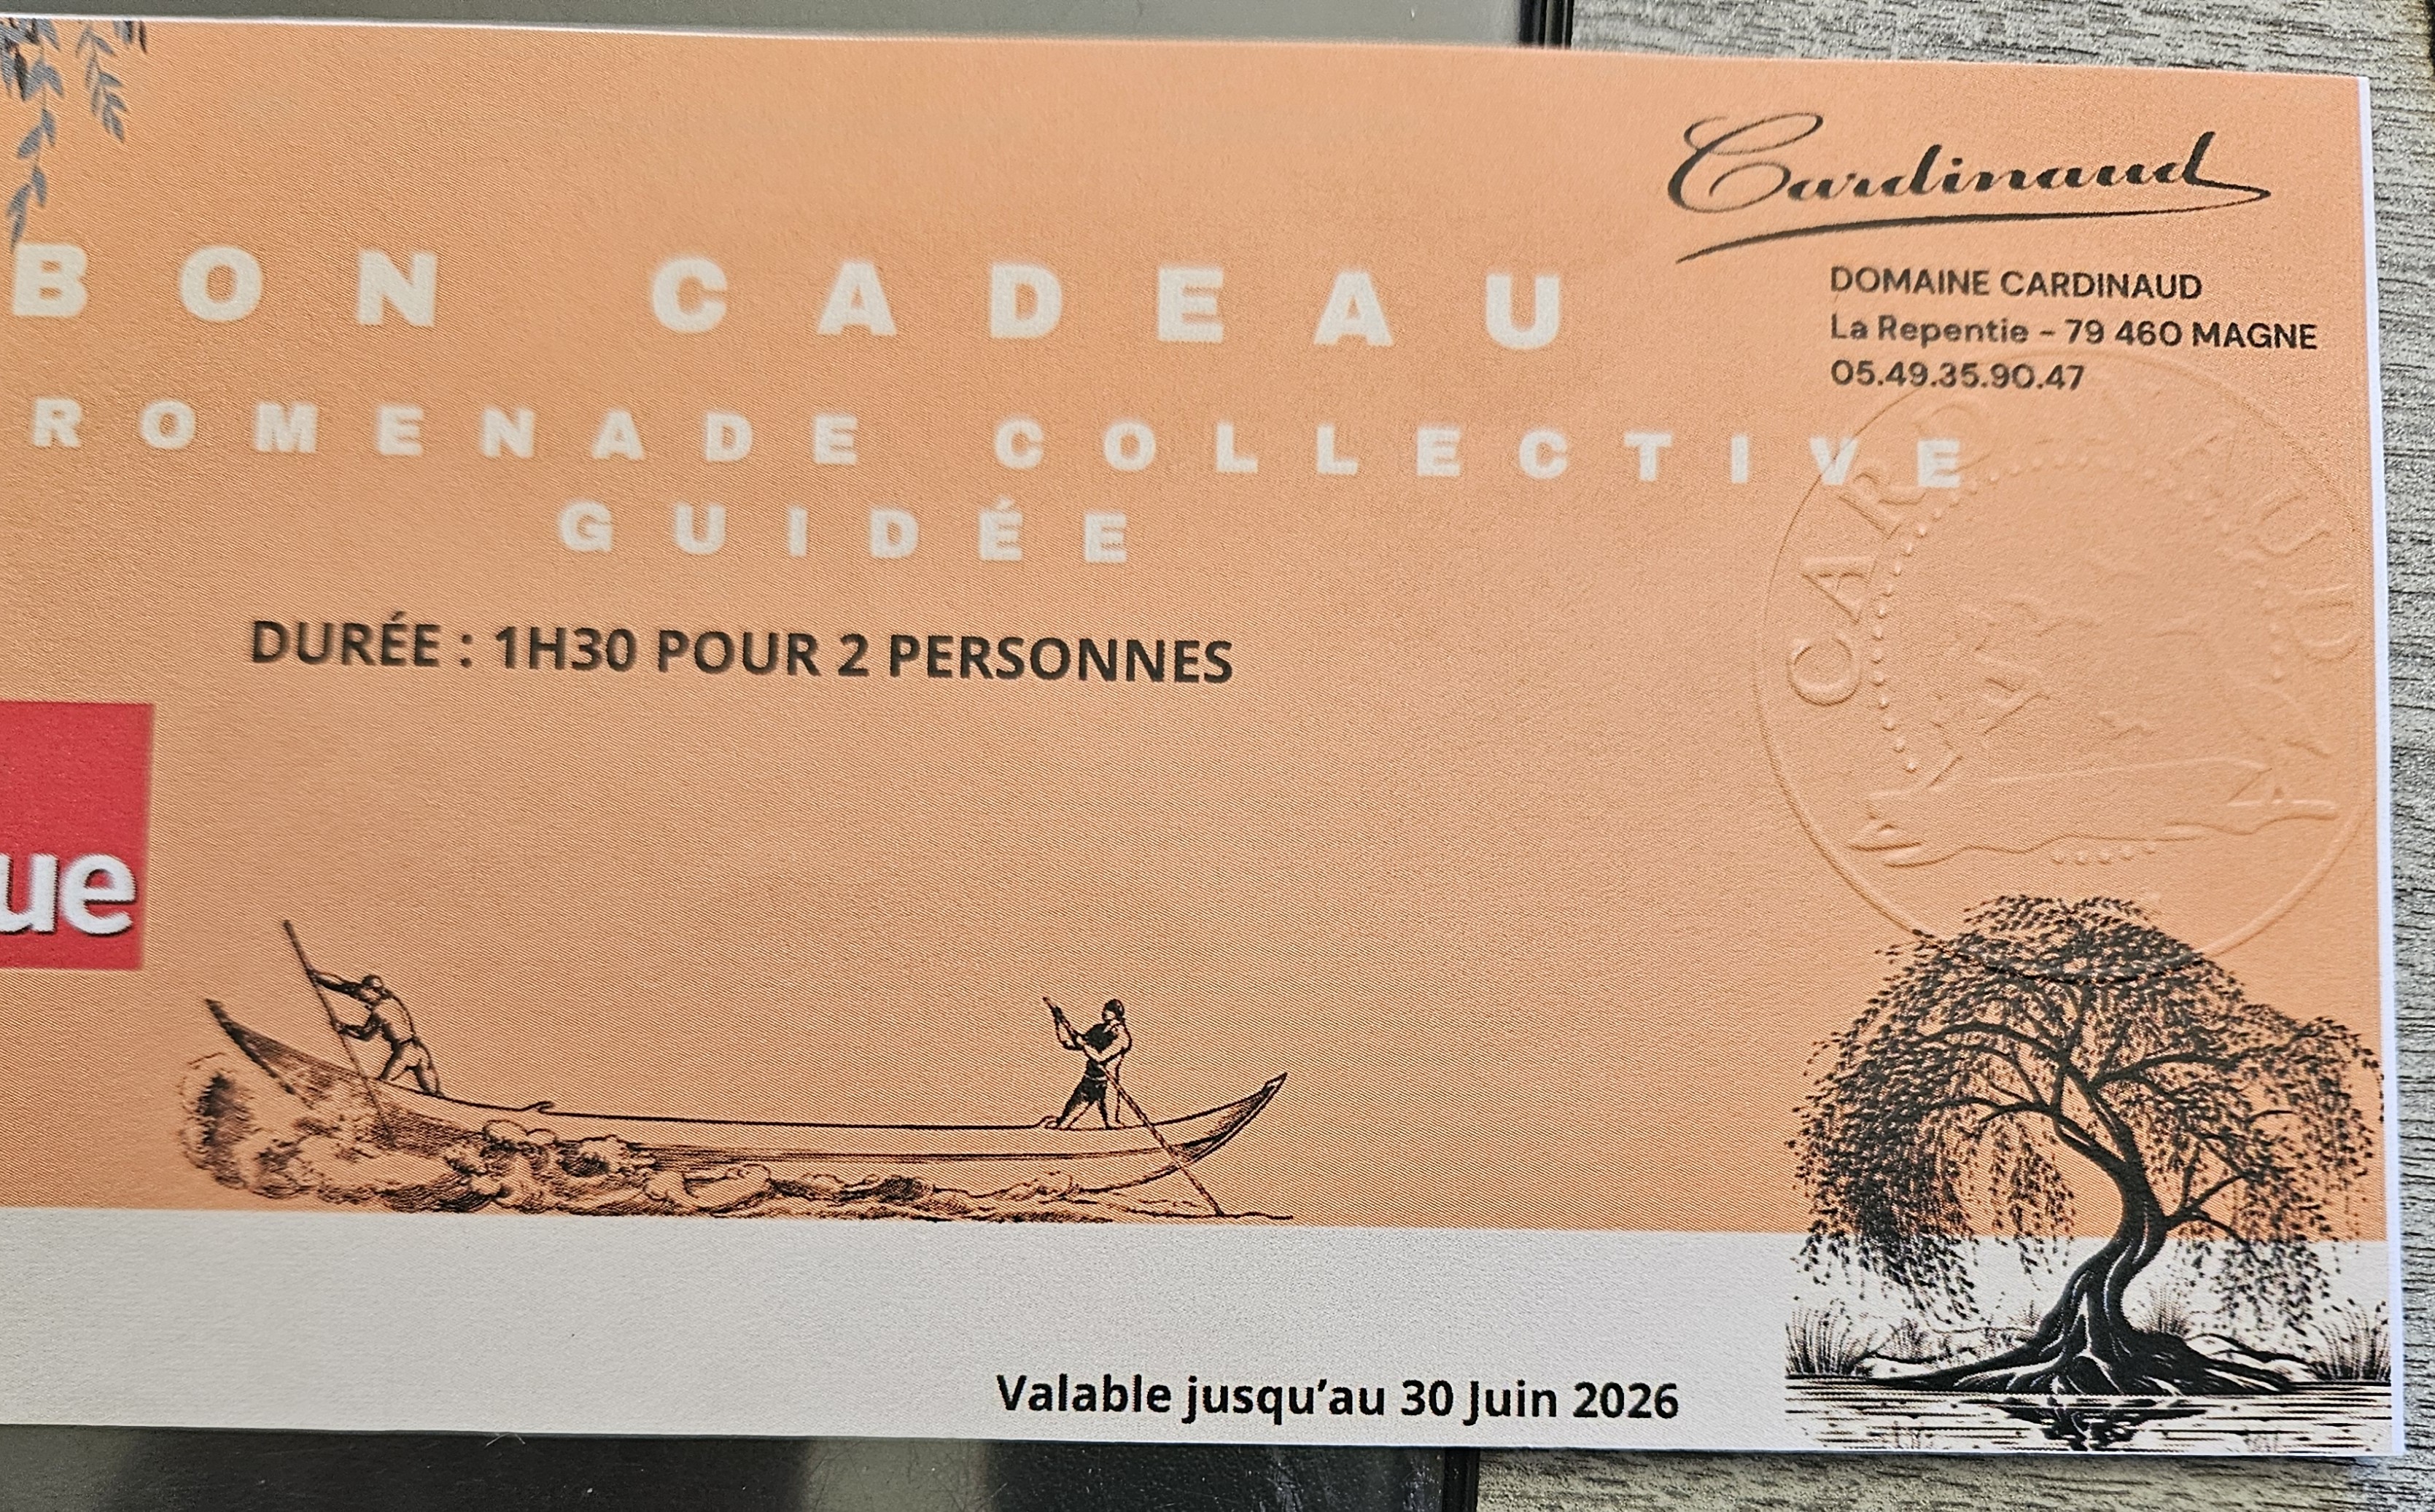 Cardinaud
DOMAINE CARDINAUD
La Repentie - 79 460 MAGNE
05.49.35.90.47
BON CADEAU
ROMENADE COLLECTIVE
GUIDÉE
DURÉE : 1H30 POUR 2 PERSONNES
ue
Valable jusqu'au 30 Juin 2026